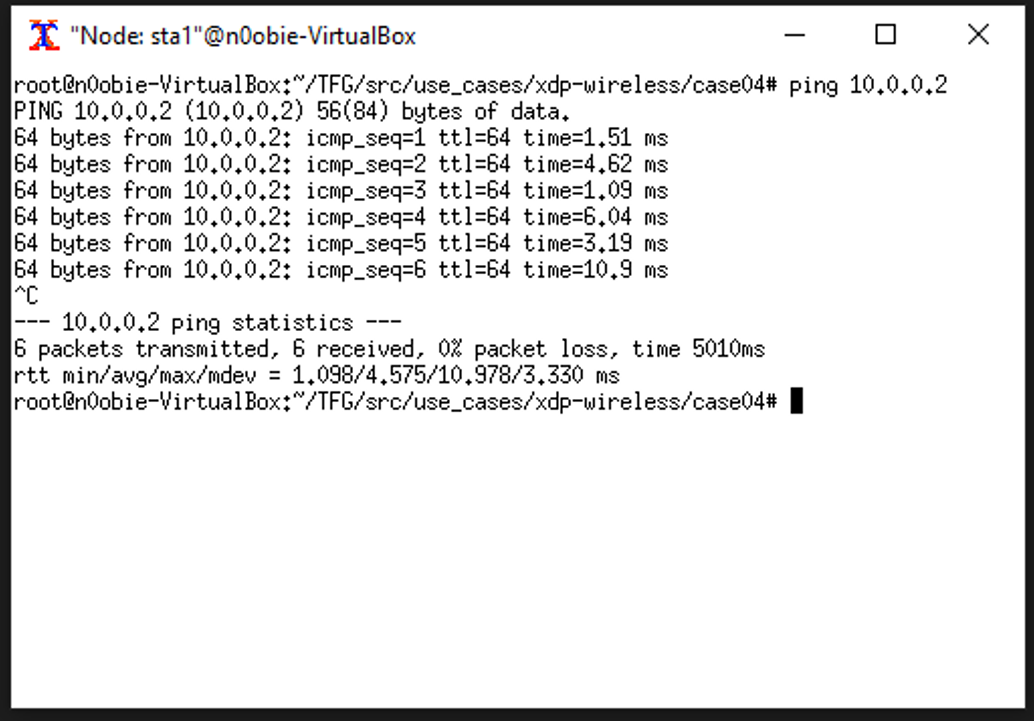 "Node: sta1"@n0obie-VirtualBox
root@n0obie-VirtualBox:~/TFG/src/use_cases/xdp-wireless/case04# ping 10.0.0.2
PING 10.0.0.2 (10.0.0.2) 56(84) bytes of data.
64 bytes from 10.0.0.2: icmp_seq=1 ttl=64 time=1.51 ms
64 bytes from 10.0.0.2: icmp_seq=2 ttl=64 time=4.62 ms
64 bytes from 10.0.0.2: icmp_seq=3 ttl=64 time=1.09 ms
64 bytes from 10.0.0.2: icmp_seq=4 ttl=64 time=6.04 ms
64 bytes from 10.0.0.2: icmp_seq=5 ttl=64 time=3.19 ms
64 bytes from 10.0.0.2: icmp_seq=6 ttl=64 time=10.9 ms
^C
--- 10.0.0.2 ping statistics ---
6 packets transmitted, 6 received, 0% packet loss, time 5010ms
rtt min/avg/max/mdev = 1.098/4.575/10.978/3.330 ms
root@n0obie-VirtualBox:~/TFG/src/use_cases/xdp-wireless/case04#